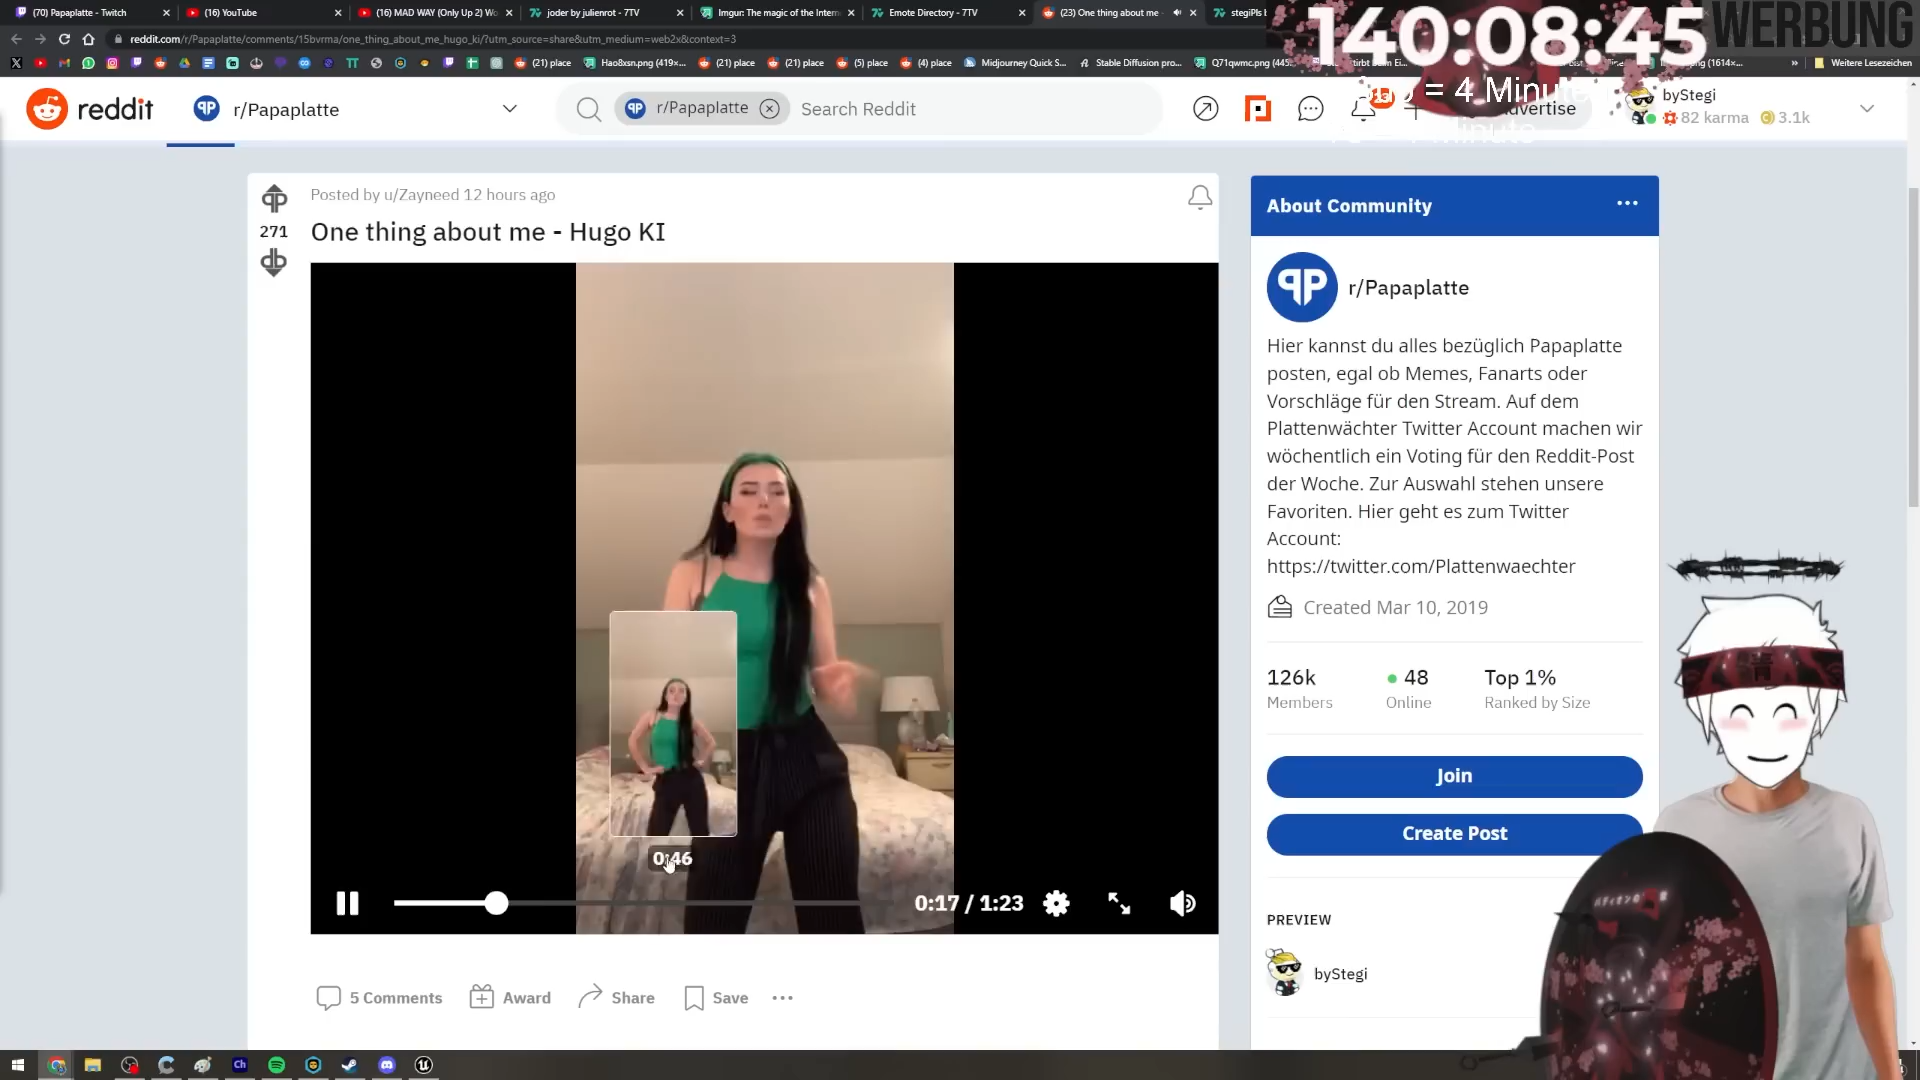 (70) Papaplatte - Twitch
(16) YouTube
(16) MAD WAY (Only Up 2) Wo
joder by julienrot - 7TV
Imgur: The magic of the Intern
Emote Directory - 7TV
(23) One thing about me -
140:08:45
WERBUNG
reddit.com/r/Papaplatte/comments/15bvrma/one_thing_about_me_hugo_ki/?utm_source=share&utm_medium=web2x&context=3
(21) place
Hao8xsn.png (419×...
(21) place
(21) place
(5) place
(4) place
Midjourney Quick S...
Stable Diffusion pro...
Q71qwmc.png (445...
Weitere Lesezeichen
reddit
r/Papaplatte
r/Papaplatte
Search Reddit
= 4 Minuten
byStegi
82 karma
3.1k
Posted by u/Zayneed 12 hours ago
271
One thing about me - Hugo KI
0:46
0:17 / 1:23
5 Comments
Award
Share
Save
About Community
r/Papaplatte
Hier kannst du alles bezüglich Papaplatte
posten, egal ob Memes, Fanarts oder
Vorschläge für den Stream. Auf dem
Plattenwächter Twitter Account machen wir
wöchentlich ein Voting für den Reddit-Post
der Woche. Zur Auswahl stehen unsere
Favoriten. Hier geht es zum Twitter
Account:
https://twitter.com/Plattenwaechter
Created Mar 10, 2019
126k
Members
48
Online
Top 1%
Ranked by Size
Join
Create Post
PREVIEW
byStegi